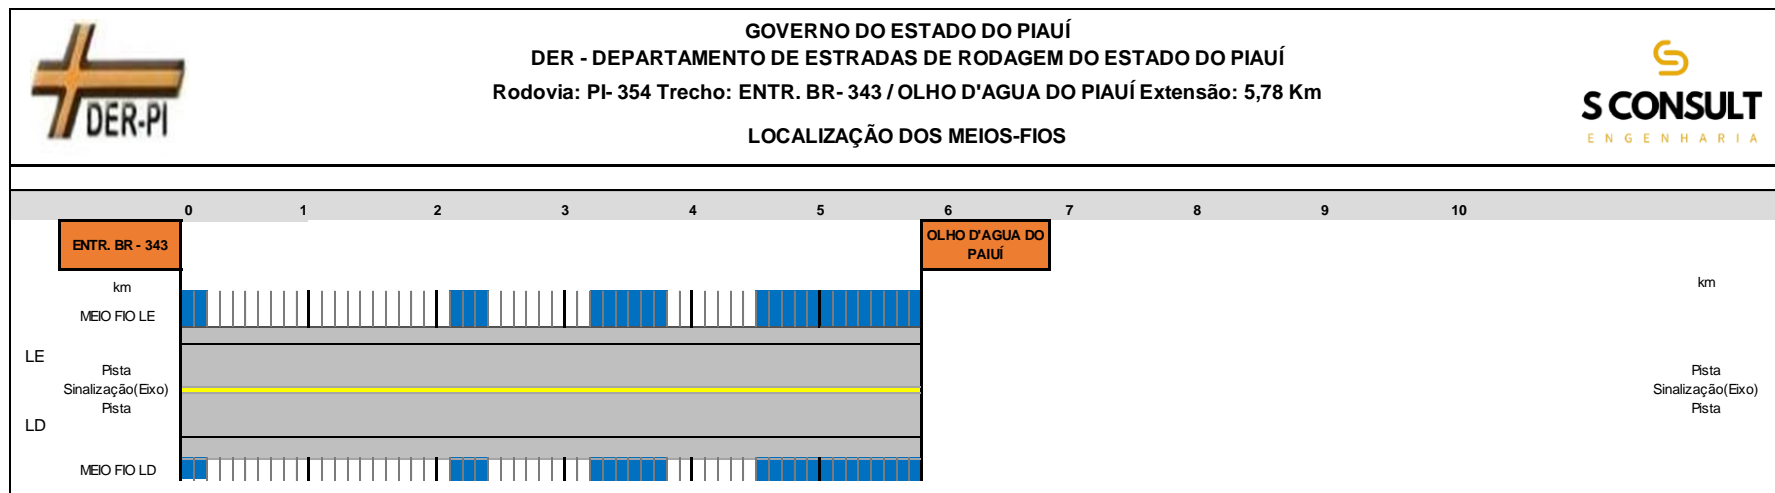 GOVERNO DO ESTADO DO PIAUÍ
DER - DEPARTAMENTO DE ESTRADAS DE RODAGEM DO ESTADO DO PIAUÍ
Rodovia: PI- 354 Trecho: ENTR. BR- 343 / OLHO D'AGUA DO PIAUÍ Extensão: 5,78 Km
LOCALIZAÇÃO DOS MEIOS-FIOS
DER-PI
S CONSULT
ENGENHARIA
0 1 2 3 4 5 6 7 8 9 10
ENTR. BR - 343
OLHO D'AGUA DO
PAIUÍ
km
km
MEIO FIO LE
LE
Pista
Pista
Sinalização(Eixo)
Sinalização(Eixo)
Pista
Pista
LD
MEIO FIO LD